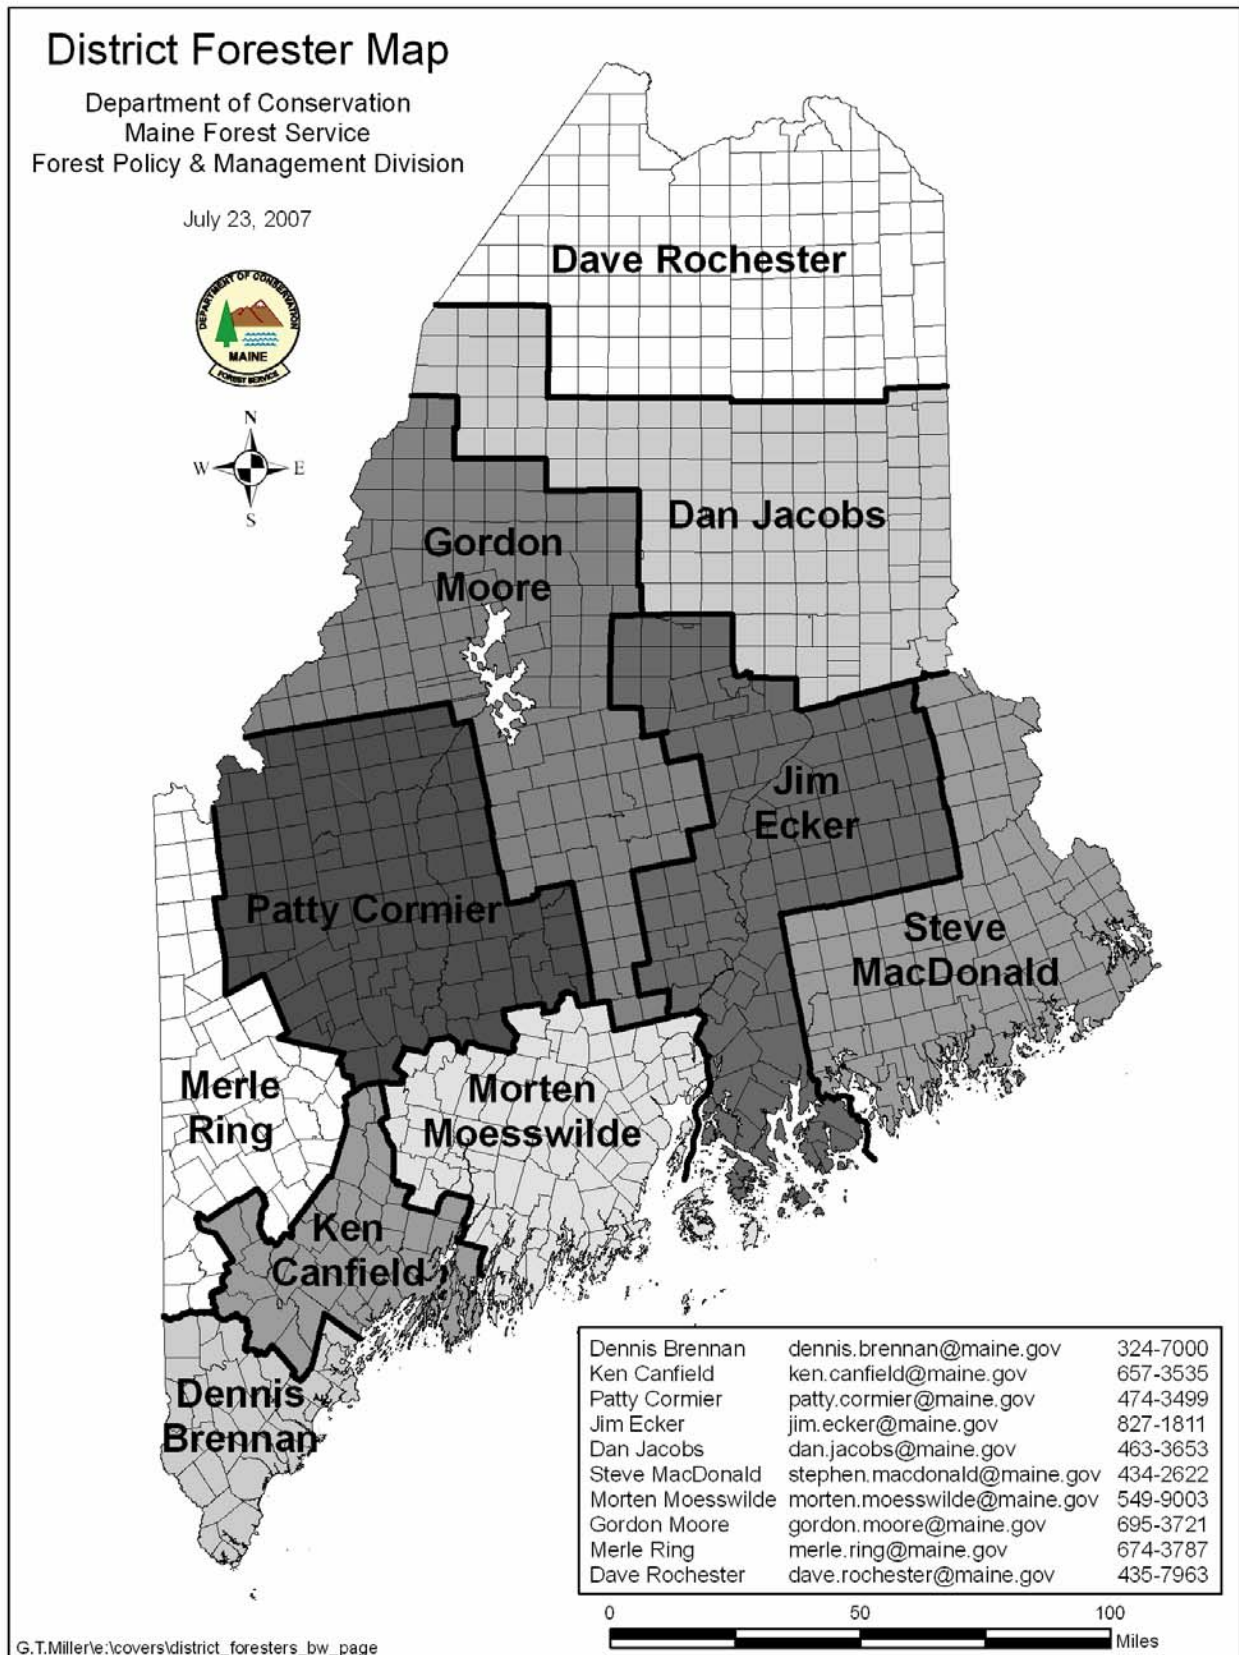 District Forester Map
Department of Conservation
Maine Forest Service
Forest Policy & Management Division
July 23, 2007
DEPARTMENT OF CONSERVATION
MAINE
FOREST SERVICE
N
W E
S
Dave Rochester
Dan Jacobs
Gordon
Moore
Jim
Ecker
Patty Cormier
Steve
MacDonald
Merle
Ring
Morten
Moesswilde
Ken
Canfield
Dennis
Brennan
Dennis Brennan dennis.brennan@maine.gov 324-7000
Ken Canfield ken.canfield@maine.gov 657-3535
Patty Cormier patty.cormier@maine.gov 474-3499
Jim Ecker jim.ecker@maine.gov 827-1811
Dan Jacobs dan.jacobs@maine.gov 463-3653
Steve MacDonald stephen.macdonald@maine.gov 434-2622
Morten Moesswilde morten.moesswilde@maine.gov 549-9003
Gordon Moore gordon.moore@maine.gov 695-3721
Merle Ring merle.ring@maine.gov 674-3787
Dave Rochester dave.rochester@maine.gov 435-7963
0 50 100
Miles
G.T.Miller\e:\covers\district_foresters_bw_page